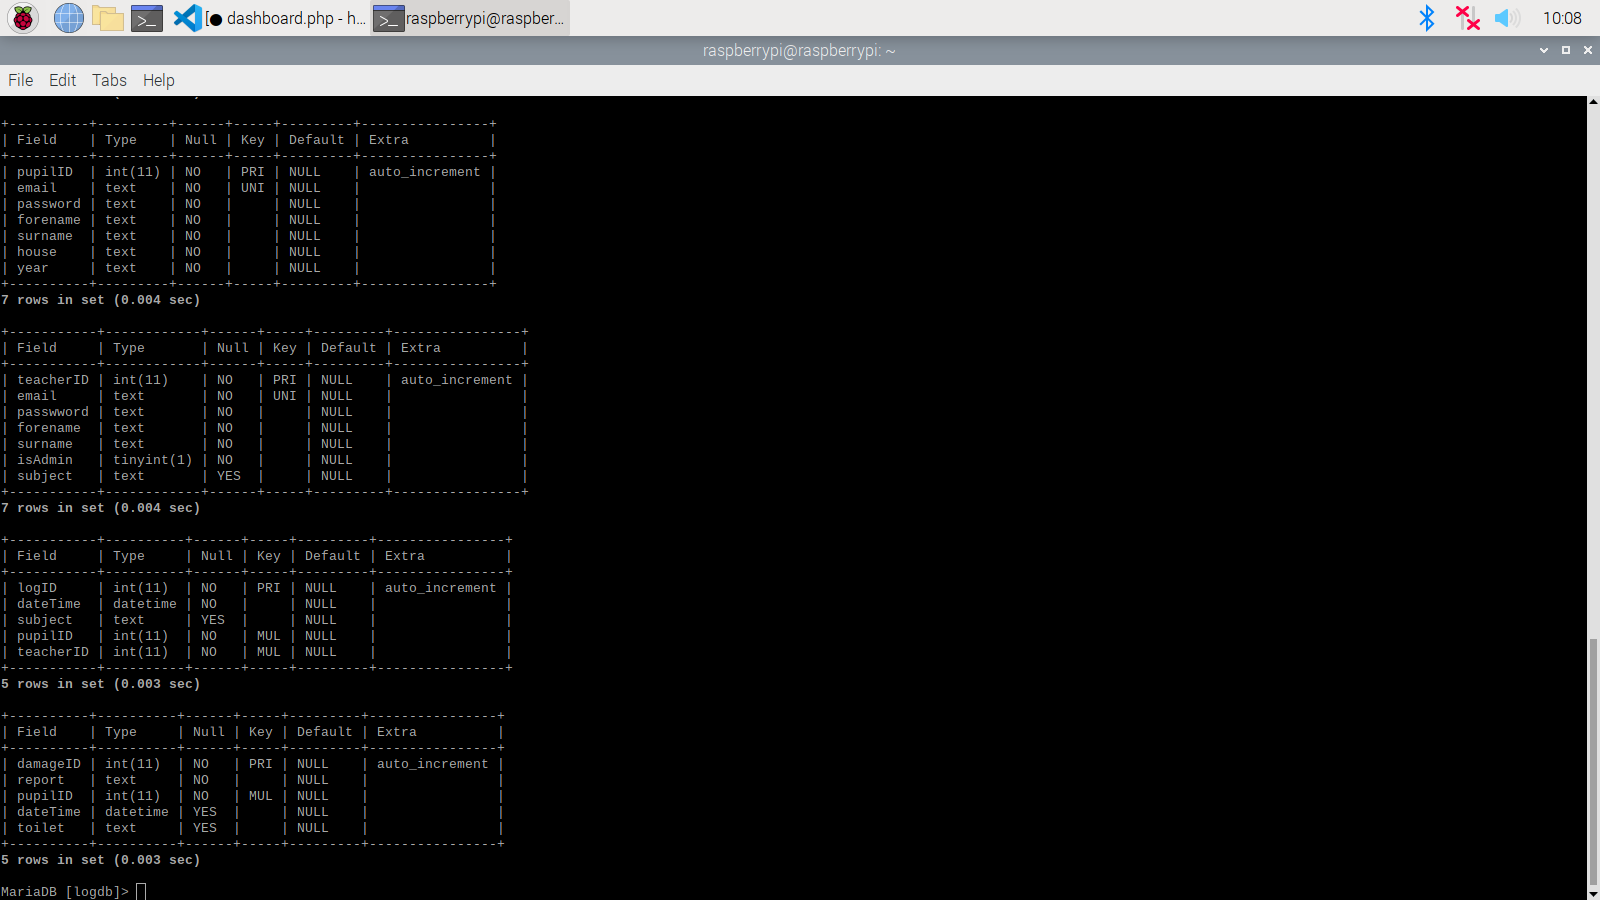 [● dashboard.php - h...
raspberrypi@raspber...
10:08
raspberrypi@raspberrypi: ~
File Edit Tabs Help
+----------+---------+------+-----+---------+----------------+
| Field    | Type    | Null | Key | Default | Extra          |
+----------+---------+------+-----+---------+----------------+
| pupilID  | int(11) | NO   | PRI | NULL    | auto_increment |
| email    | text    | NO   | UNI | NULL    |                |
| password | text    | NO   |     | NULL    |                |
| forename | text    | NO   |     | NULL    |                |
| surname  | text    | NO   |     | NULL    |                |
| house    | text    | NO   |     | NULL    |                |
| year     | text    | NO   |     | NULL    |                |
+----------+---------+------+-----+---------+----------------+
7 rows in set (0.004 sec)
+-----------+------------+------+-----+---------+----------------+
| Field     | Type       | Null | Key | Default | Extra          |
+-----------+------------+------+-----+---------+----------------+
| teacherID | int(11)    | NO   | PRI | NULL    | auto_increment |
| email     | text       | NO   | UNI | NULL    |                |
| passwword | text       | NO   |     | NULL    |                |
| forename  | text       | NO   |     | NULL    |                |
| surname   | text       | NO   |     | NULL    |                |
| isAdmin   | tinyint(1) | NO   |     | NULL    |                |
| subject   | text       | YES  |     | NULL    |                |
+-----------+------------+------+-----+---------+----------------+
7 rows in set (0.004 sec)
+-----------+----------+------+-----+---------+----------------+
| Field     | Type     | Null | Key | Default | Extra          |
+-----------+----------+------+-----+---------+----------------+
| logID     | int(11)  | NO   | PRI | NULL    | auto_increment |
| dateTime  | datetime | NO   |     | NULL    |                |
| subject   | text     | YES  |     | NULL    |                |
| pupilID   | int(11)  | NO   | MUL | NULL    |                |
| teacherID | int(11)  | NO   | MUL | NULL    |                |
+-----------+----------+------+-----+---------+----------------+
5 rows in set (0.003 sec)
+----------+----------+------+-----+---------+----------------+
| Field    | Type     | Null | Key | Default | Extra          |
+----------+----------+------+-----+---------+----------------+
| damageID | int(11)  | NO   | PRI | NULL    | auto_increment |
| report   | text     | NO   |     | NULL    |                |
| pupilID  | int(11)  | NO   | MUL | NULL    |                |
| dateTime | datetime | YES  |     | NULL    |                |
| toilet   | text     | YES  |     | NULL    |                |
+----------+----------+------+-----+---------+----------------+
5 rows in set (0.003 sec)
MariaDB [logdb]>